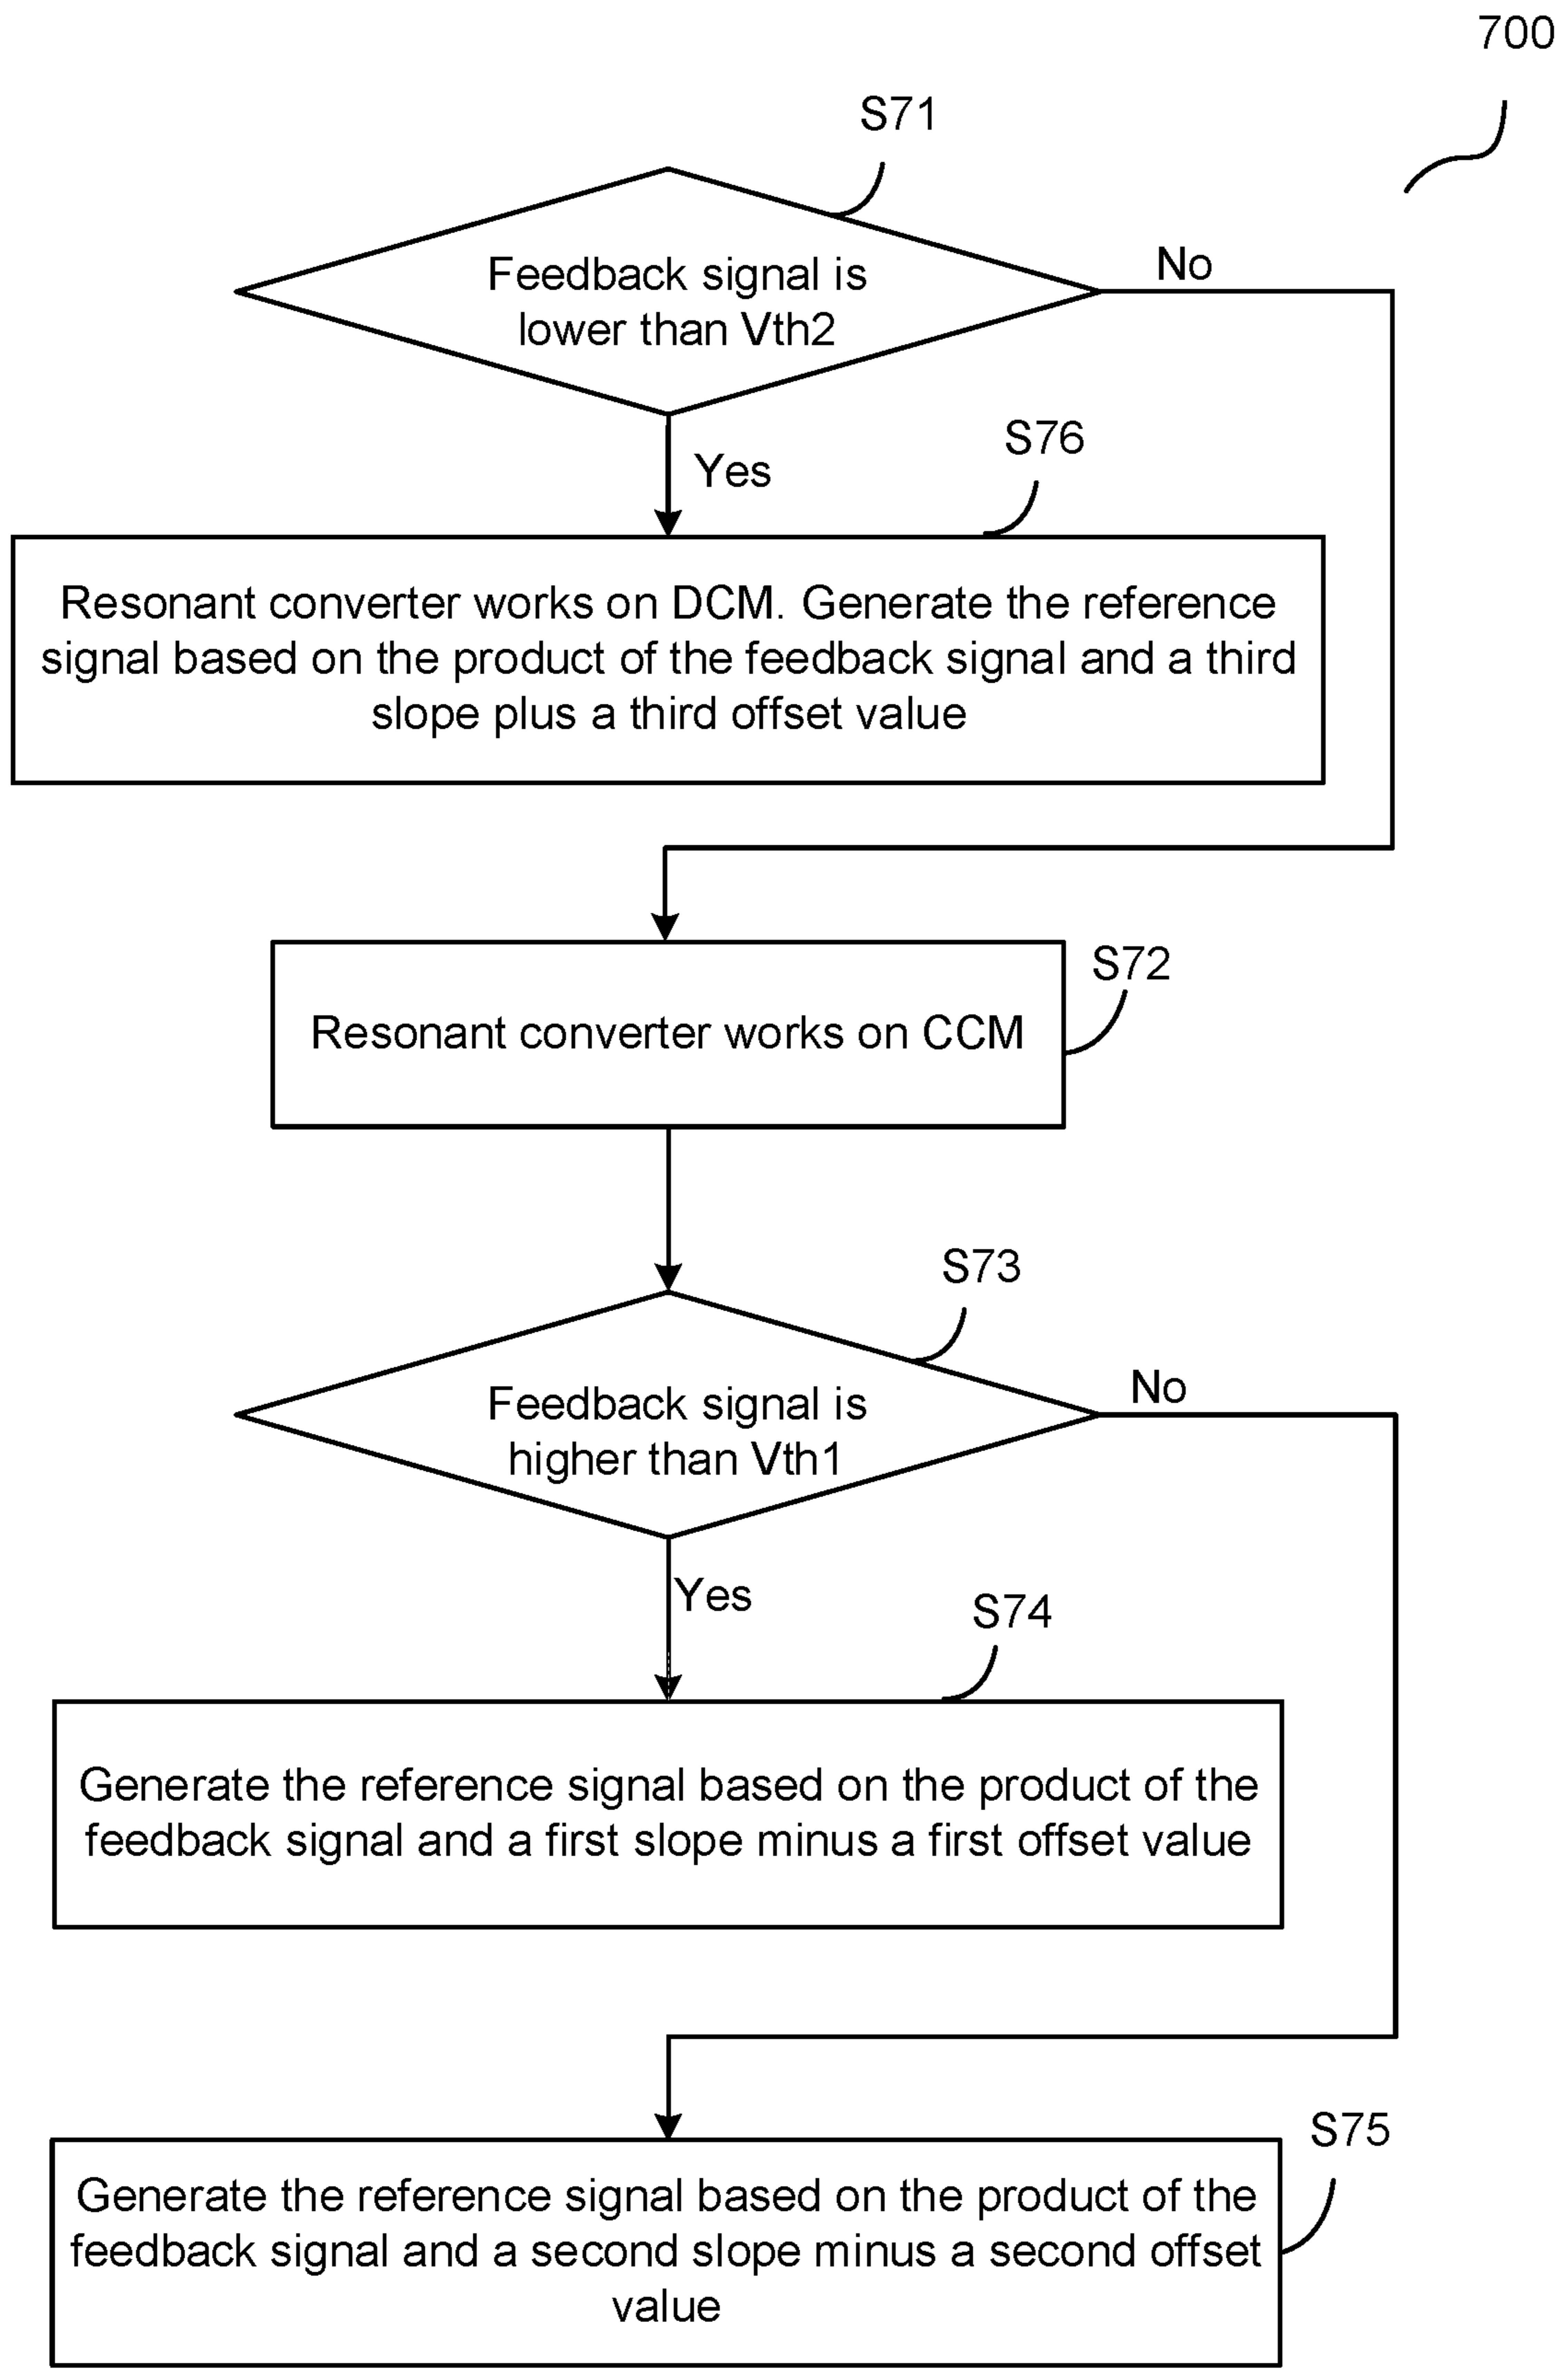 700
S71
Feedback signal is
lower than Vth2
No
Yes
S76
Resonant converter works on DCM. Generate the reference
signal based on the product of the feedback signal and a third
slope plus a third offset value
S72
Resonant converter works on CCM
S73
Feedback signal is
higher than Vth1
No
Yes
S74
Generate the reference signal based on the product of the
feedback signal and a first slope minus a first offset value
S75
Generate the reference signal based on the product of the
feedback signal and a second slope minus a second offset
value